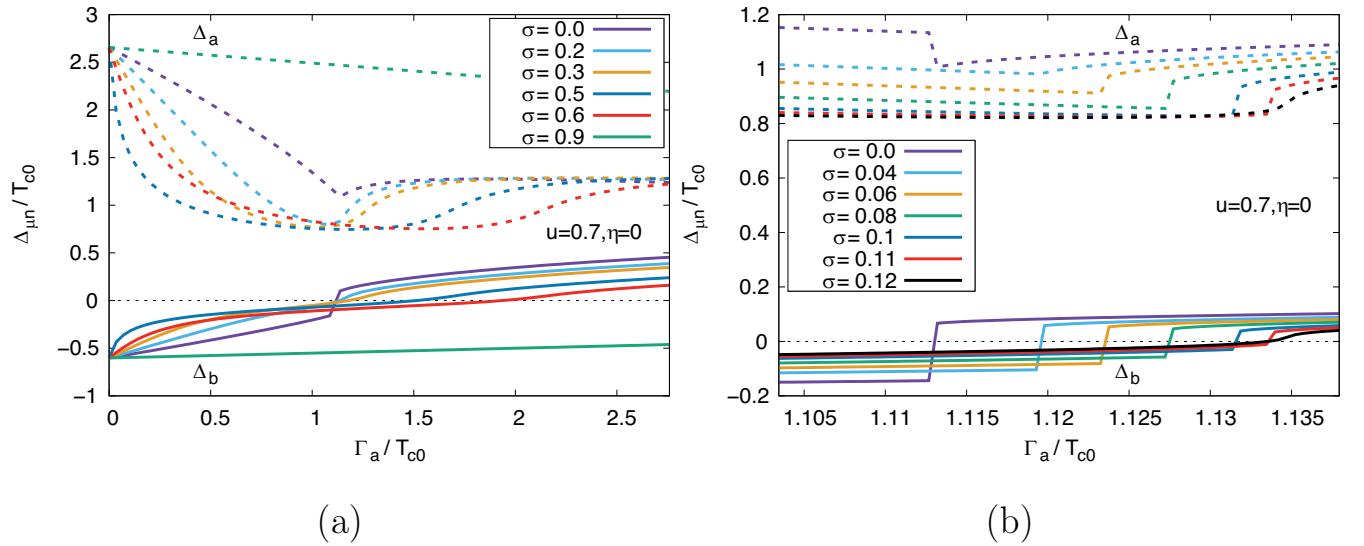 3
2.5
2
1.5
1
0.5
0
−0.5
−1
0 0.5 1 1.5 2 2.5
Δμn / Tc0
Γa / Tc0
Δa
Δb
σ= 0.0
σ= 0.2
σ= 0.3
σ= 0.5
σ= 0.6
σ= 0.9
u=0.7,η=0
(a)
1.2
1
0.8
0.6
0.4
0.2
0
−0.2
1.105 1.11 1.115 1.12 1.125 1.13 1.135
Δμn / Tc0
Γa / Tc0
Δa
Δb
σ= 0.0
σ= 0.04
σ= 0.06
σ= 0.08
σ= 0.1
σ= 0.11
σ= 0.12
u=0.7,η=0
(b)